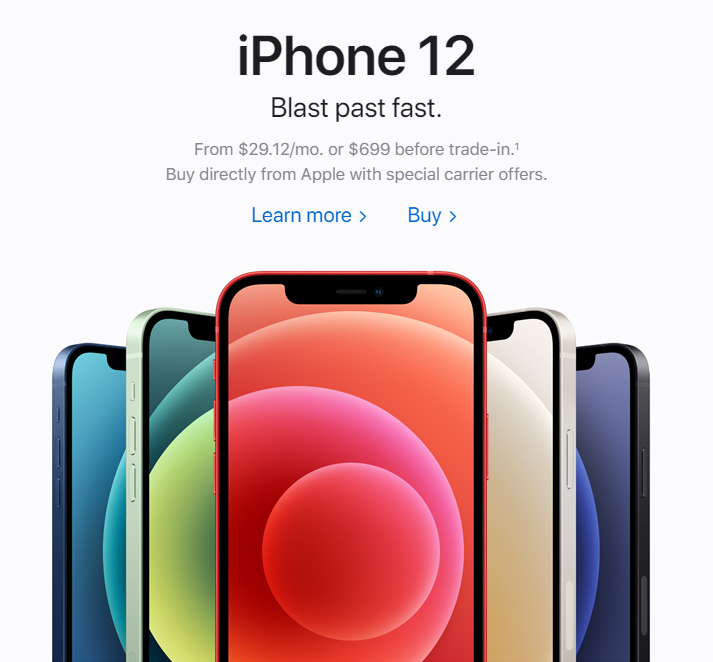 iPhone 12
Blast past fast.
From $29.12/mo. or $699 before trade-in.¹
Buy directly from Apple with special carrier offers.
Learn more > Buy >